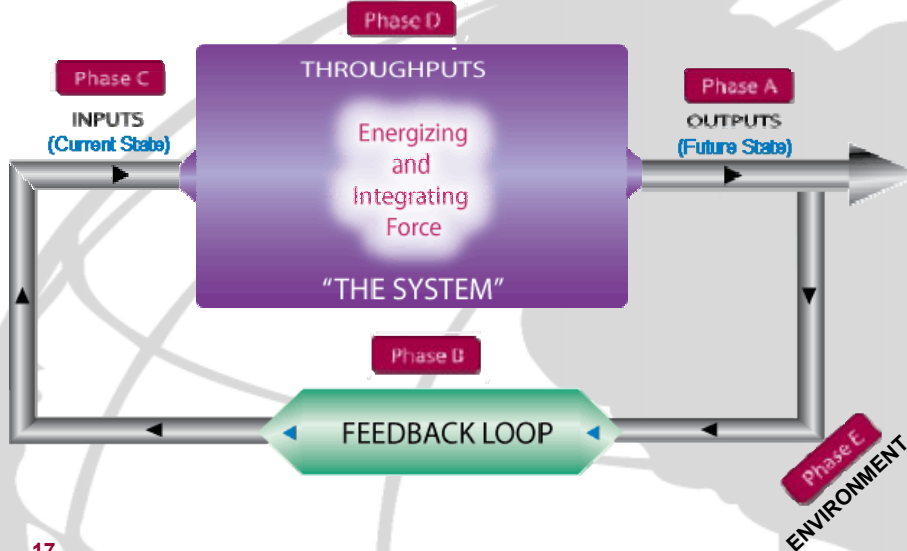 Phase D
THROUGHPUTS
Phase C
INPUTS
(Current State)
Energizing
and
Integrating
Force
"THE SYSTEM"
Phase A
OUTPUTS
(Future State)
Phase B
FEEDBACK LOOP
Phase E
ENVIRONMENT
17